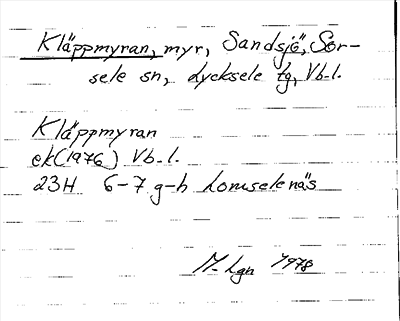 Kläppmyran, myr, Sandsjö, Sor-
sele sn, Lycksele tg, Vb-l.
Kläppmyran
ek (1976) Vb-l.
23H 6-7 g-h Lomselenäs
M. Lgn 1978